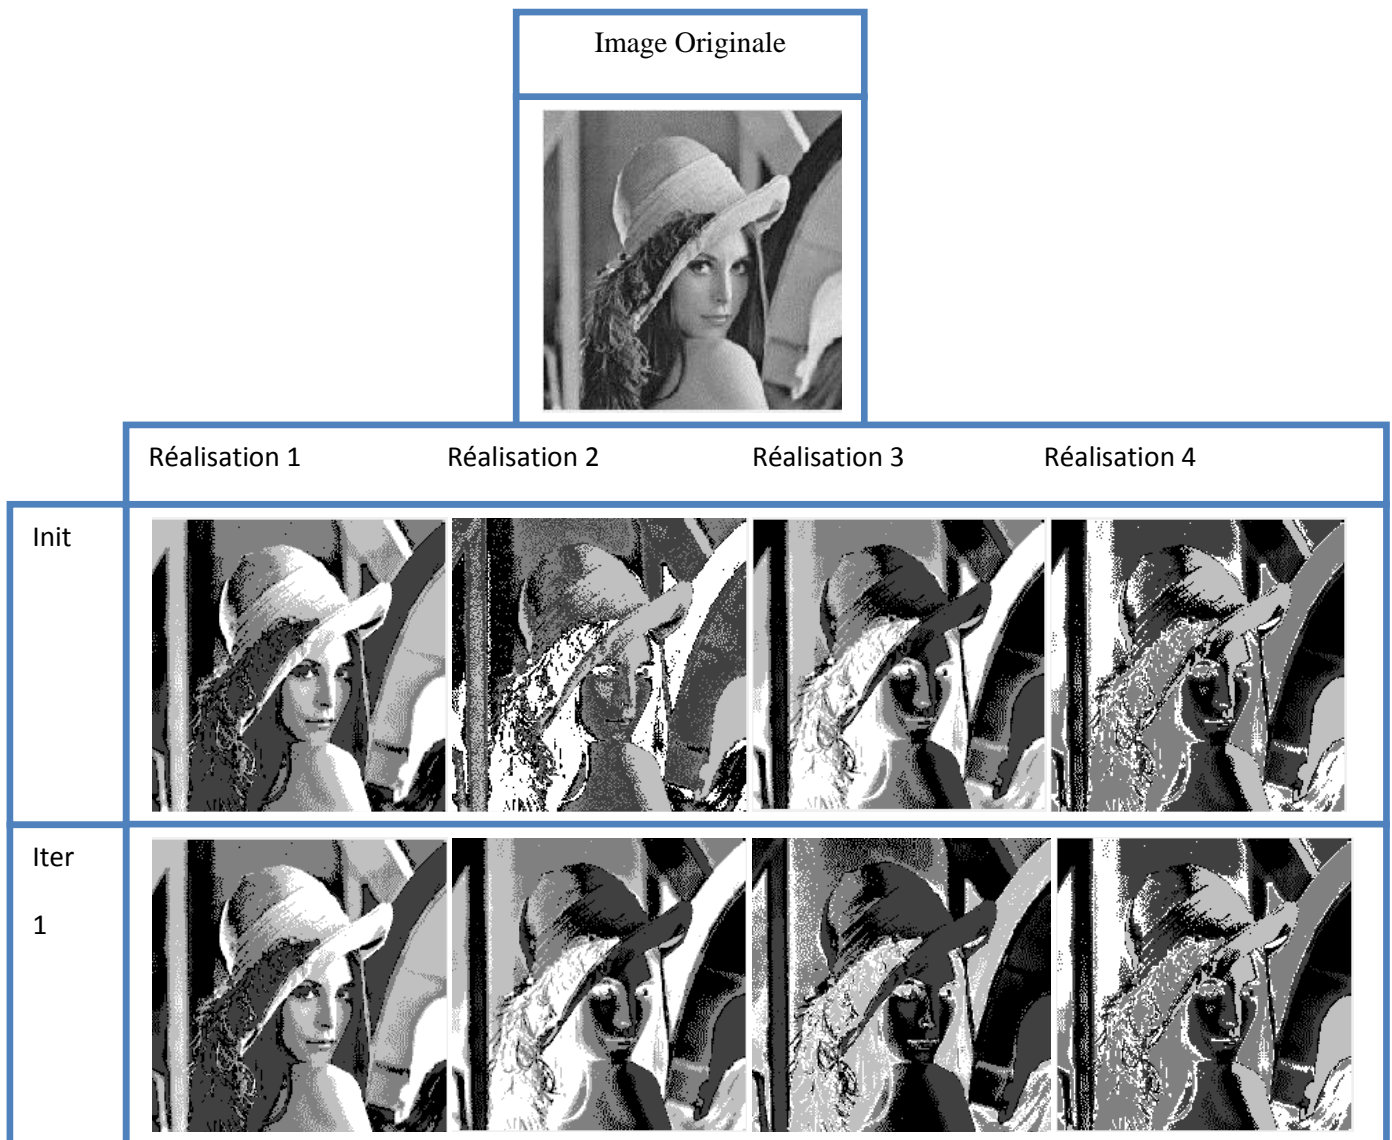 Image Originale
Réalisation 1 Réalisation 2 Réalisation 3 Réalisation 4
Init
Iter
1